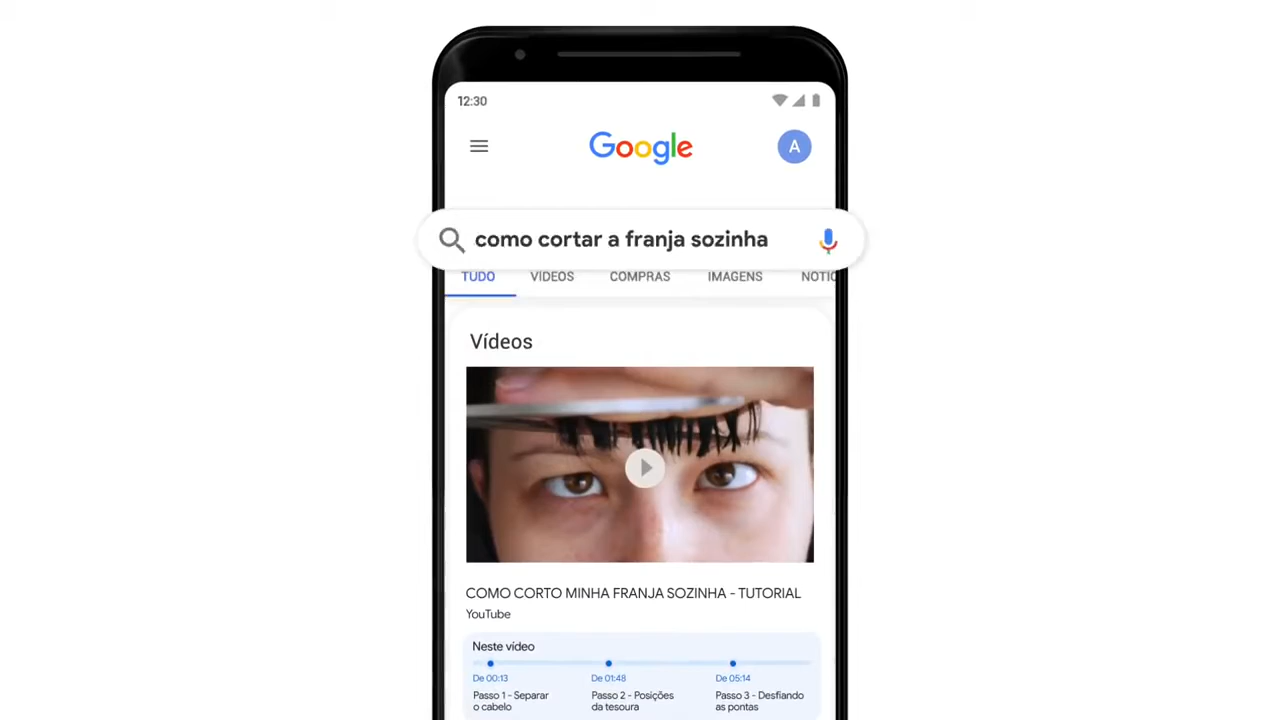 12:30
Google
A
como cortar a franja sozinha
TUDO VÍDEOS COMPRAS IMAGENS NOTIC
Vídeos
COMO CORTO MINHA FRANJA SOZINHA - TUTORIAL
YouTube
Neste vídeo
De 00:13 De 01:48 De 05:14
Passo 1 - Separar Passo 2 - Posições Passo 3 - Desfiando
o cabelo da tesoura as pontas